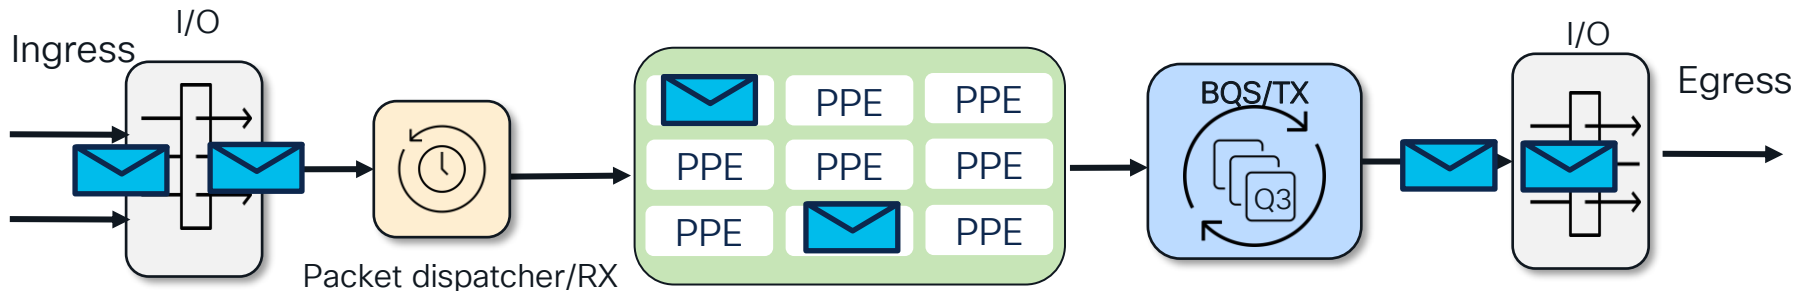 Ingress
I/O
Packet dispatcher/RX
PPE
PPE
PPE
PPE
PPE
PPE
PPE
BQS/TX
Q3
I/O
Egress